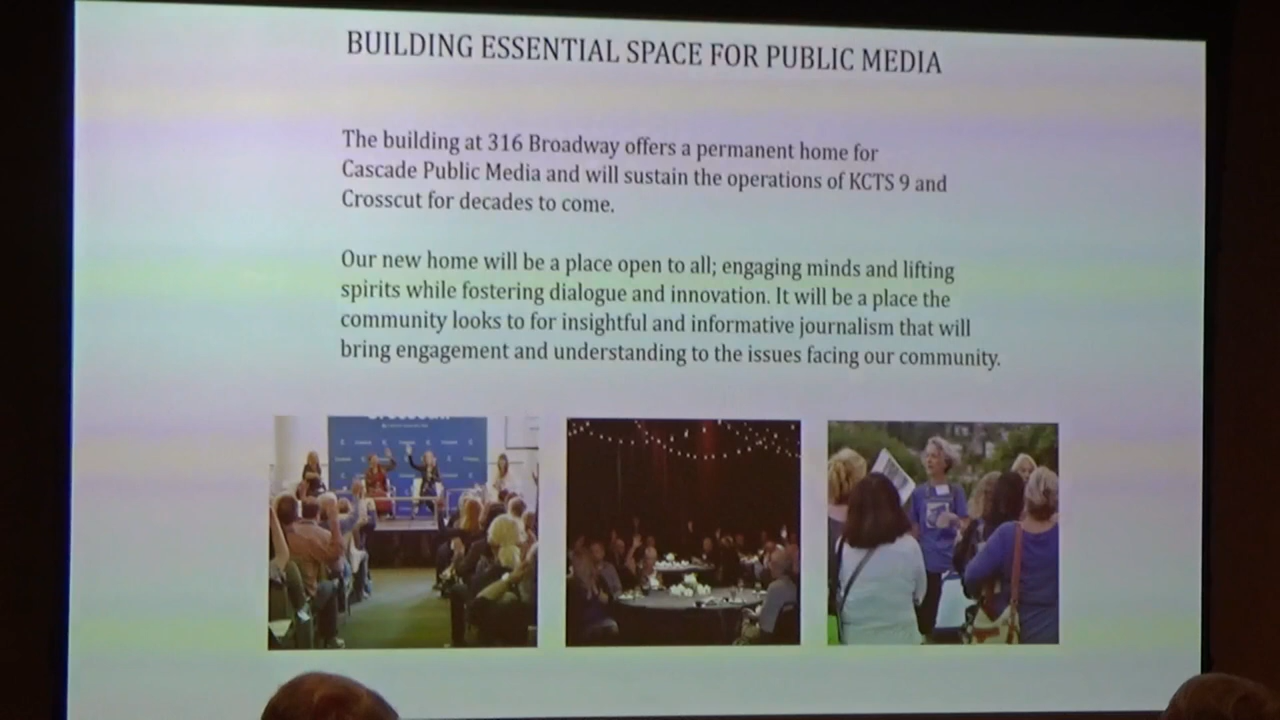 BUILDING ESSENTIAL SPACE FOR PUBLIC MEDIA
The building at 316 Broadway offers a permanent home for
Cascade Public Media and will sustain the operations of KCTS 9 and
Crosscut for decades to come.
Our new home will be a place open to all; engaging minds and lifting
spirits while fostering dialogue and innovation. It will be a place the
community looks to for insightful and informative journalism that will
bring engagement and understanding to the issues facing our community.